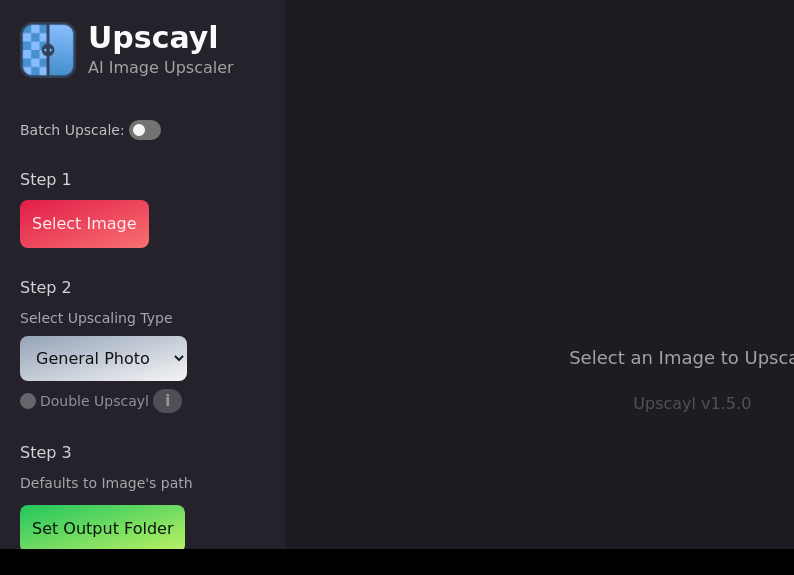 Upscayl
AI Image Upscaler
Batch Upscale:
Step 1
Select Image
Step 2
Select Upscaling Type
General Photo
Double Upscayl i
Step 3
Defaults to Image's path
Set Output Folder
Select an Image to Upsca
Upscayl v1.5.0